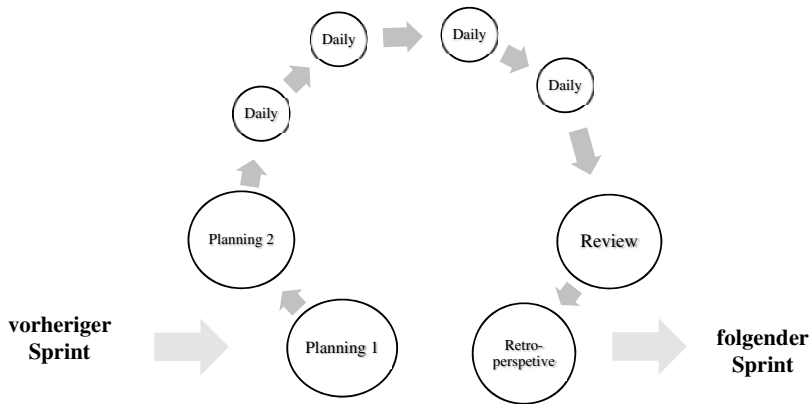 vorheriger
Sprint
Planning 1
Planning 2
Daily
Daily
Daily
Daily
Review
Retro-
perspetive
folgender
Sprint